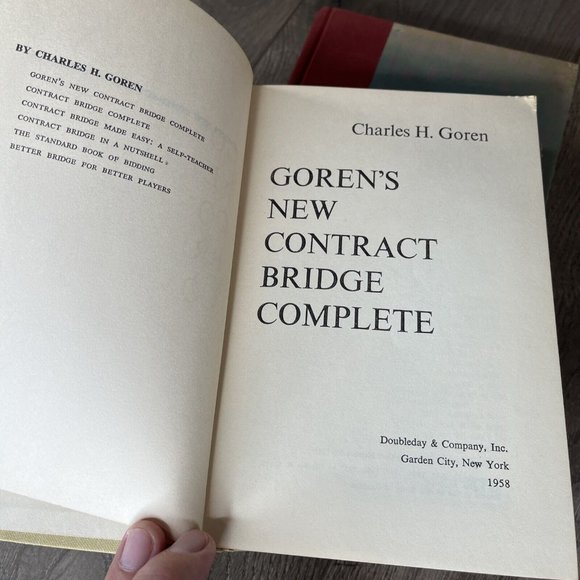 BY CHARLES H. GOREN
GOREN'S NEW CONTRACT BRIDGE COMPLETE
CONTRACT BRIDGE COMPLETE
CONTRACT BRIDGE MADE EASY: A SELF-TEACHER
CONTRACT BRIDGE IN A NUTSHELL
THE STANDARD BOOK OF BIDDING
BETTER BRIDGE FOR BETTER PLAYERS
Charles H. Goren
GOREN'S
NEW
CONTRACT
BRIDGE
COMPLETE
Doubleday & Company, Inc.
Garden City, New York
1958